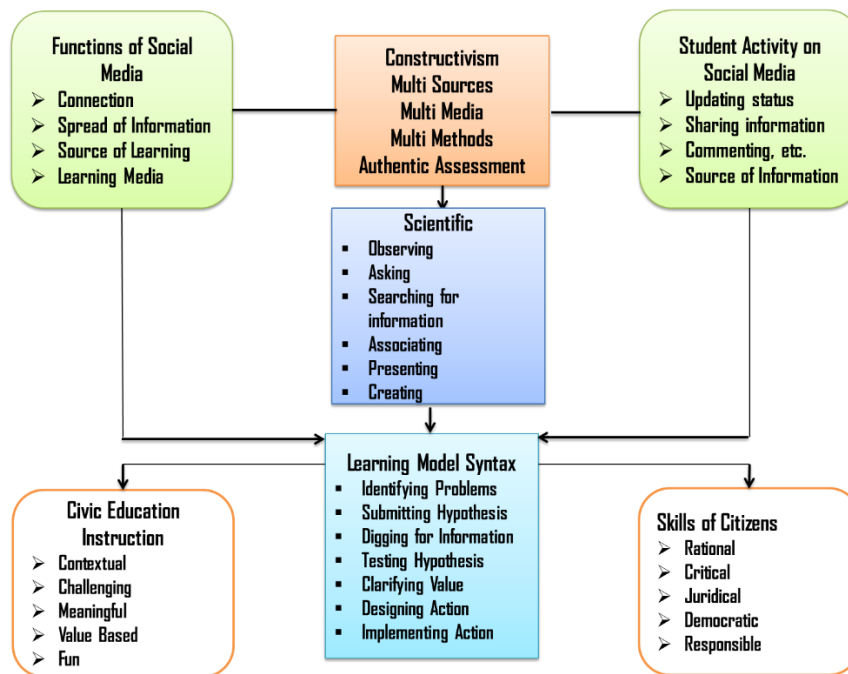 Functions of Social
Media
➢ Connection
➢ Spread of Information
➢ Source of Learning
➢ Learning Media
Constructivism
Multi Sources
Multi Media
Multi Methods
Authentic Assessment
Student Activity on
Social Media
➢ Updating status
➢ Sharing information
➢ Commenting, etc.
➢ Source of Information
Scientific
▪ Observing
▪ Asking
▪ Searching for
information
▪ Associating
▪ Presenting
▪ Creating
Learning Model Syntax
▪ Identifying Problems
▪ Submitting Hypothesis
▪ Digging for Information
▪ Testing Hypothesis
▪ Clarifying Value
▪ Designing Action
▪ Implementing Action
Civic Education
Instruction
➢ Contextual
➢ Challenging
➢ Meaningful
➢ Value Based
➢ Fun
Skills of Citizens
➢ Rational
➢ Critical
➢ Juridical
➢ Democratic
➢ Responsible